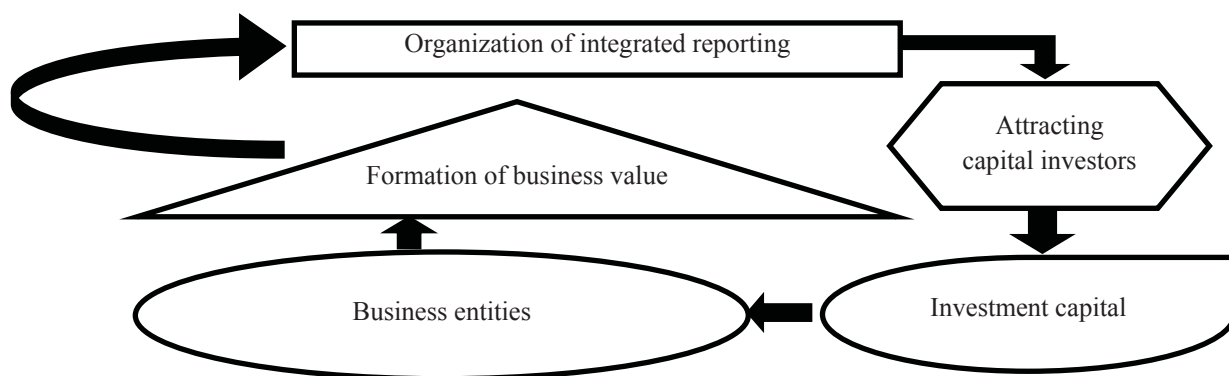 Organization of integrated reporting
Attracting
capital investors
Formation of business value
Business entities
Investment capital